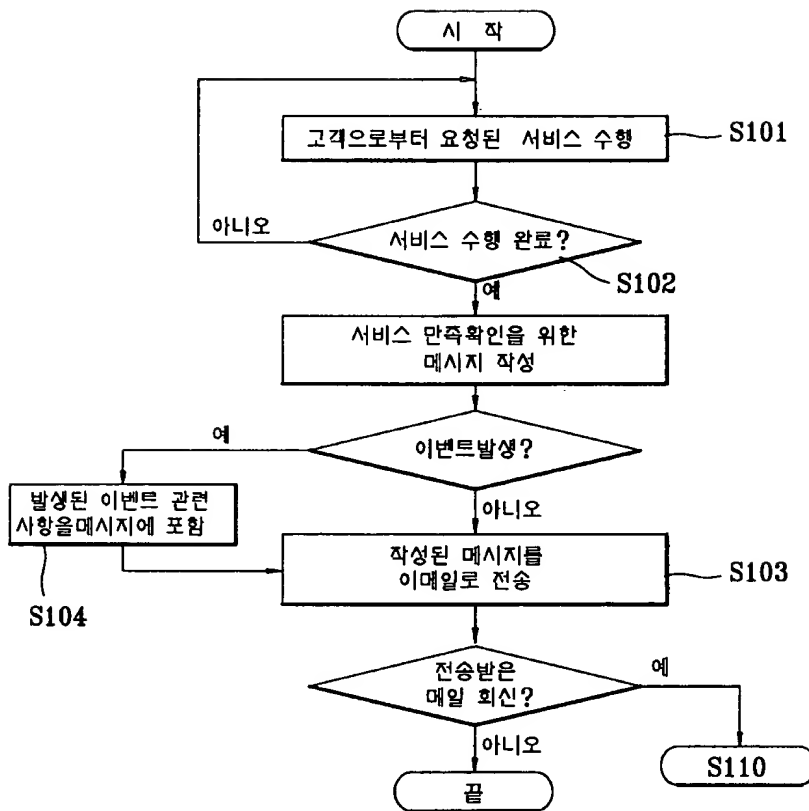 시 작
고객으로부터 요청된 서비스 수행
S101
아니오
서비스 수행 완료?
S102
예
서비스 만족확인을 위한
메시지 작성
예
이벤트발생?
발생된 이벤트 관련
사항을메시지에 포함
아니오
작성된 메시지를
이메일로 전송
S103
S104
전송받은
메일 회신?
예
아니오
S110
끝